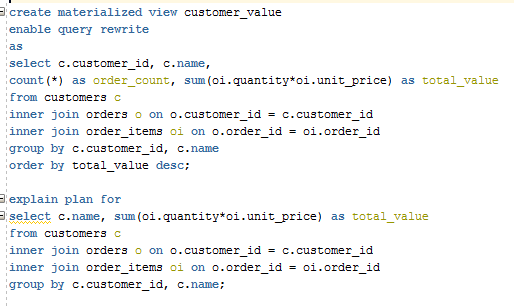 create materialized view customer_value
enable query rewrite
as
select c.customer_id, c.name,
count(*) as order_count, sum(oi.quantity*oi.unit_price) as total_value
from customers c
inner join orders o on o.customer_id = c.customer_id
inner join order_items oi on o.order_id = oi.order_id
group by c.customer_id, c.name
order by total_value desc;
explain plan for
select c.name, sum(oi.quantity*oi.unit_price) as total_value
from customers c
inner join orders o on o.customer_id = c.customer_id
inner join order_items oi on o.order_id = oi.order_id
group by c.customer_id, c.name;